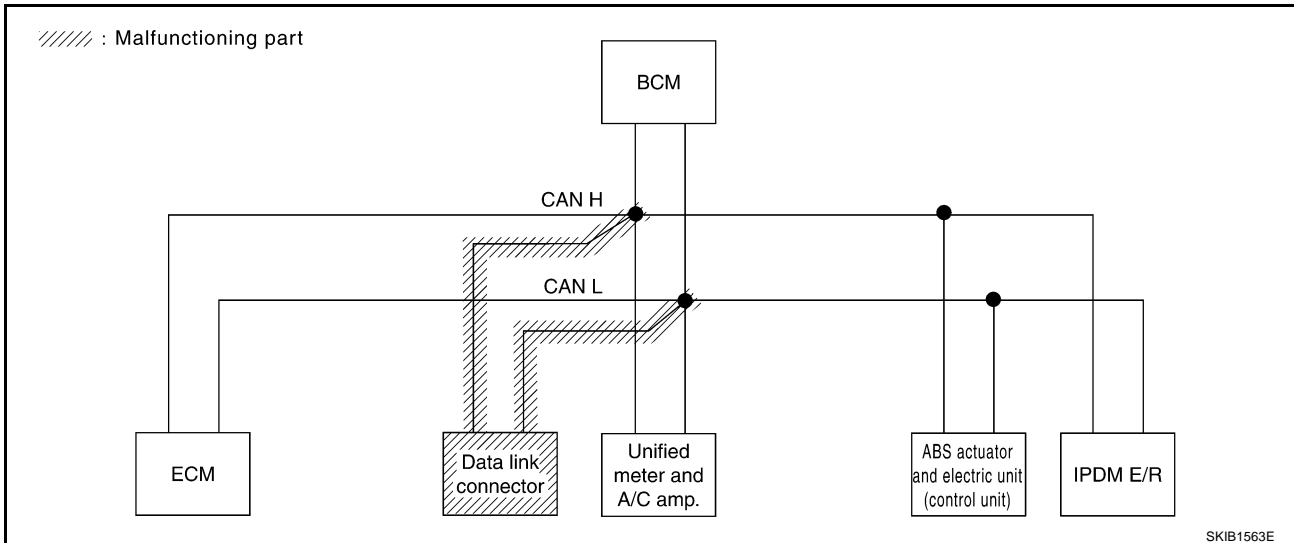 : Malfunctioning part
BCM
CAN H
CAN L
ECM
Data link
connector
Unified
meter and
A/C amp.
ABS actuator
and electric unit
(control unit)
IPDM E/R
SKIB1563E